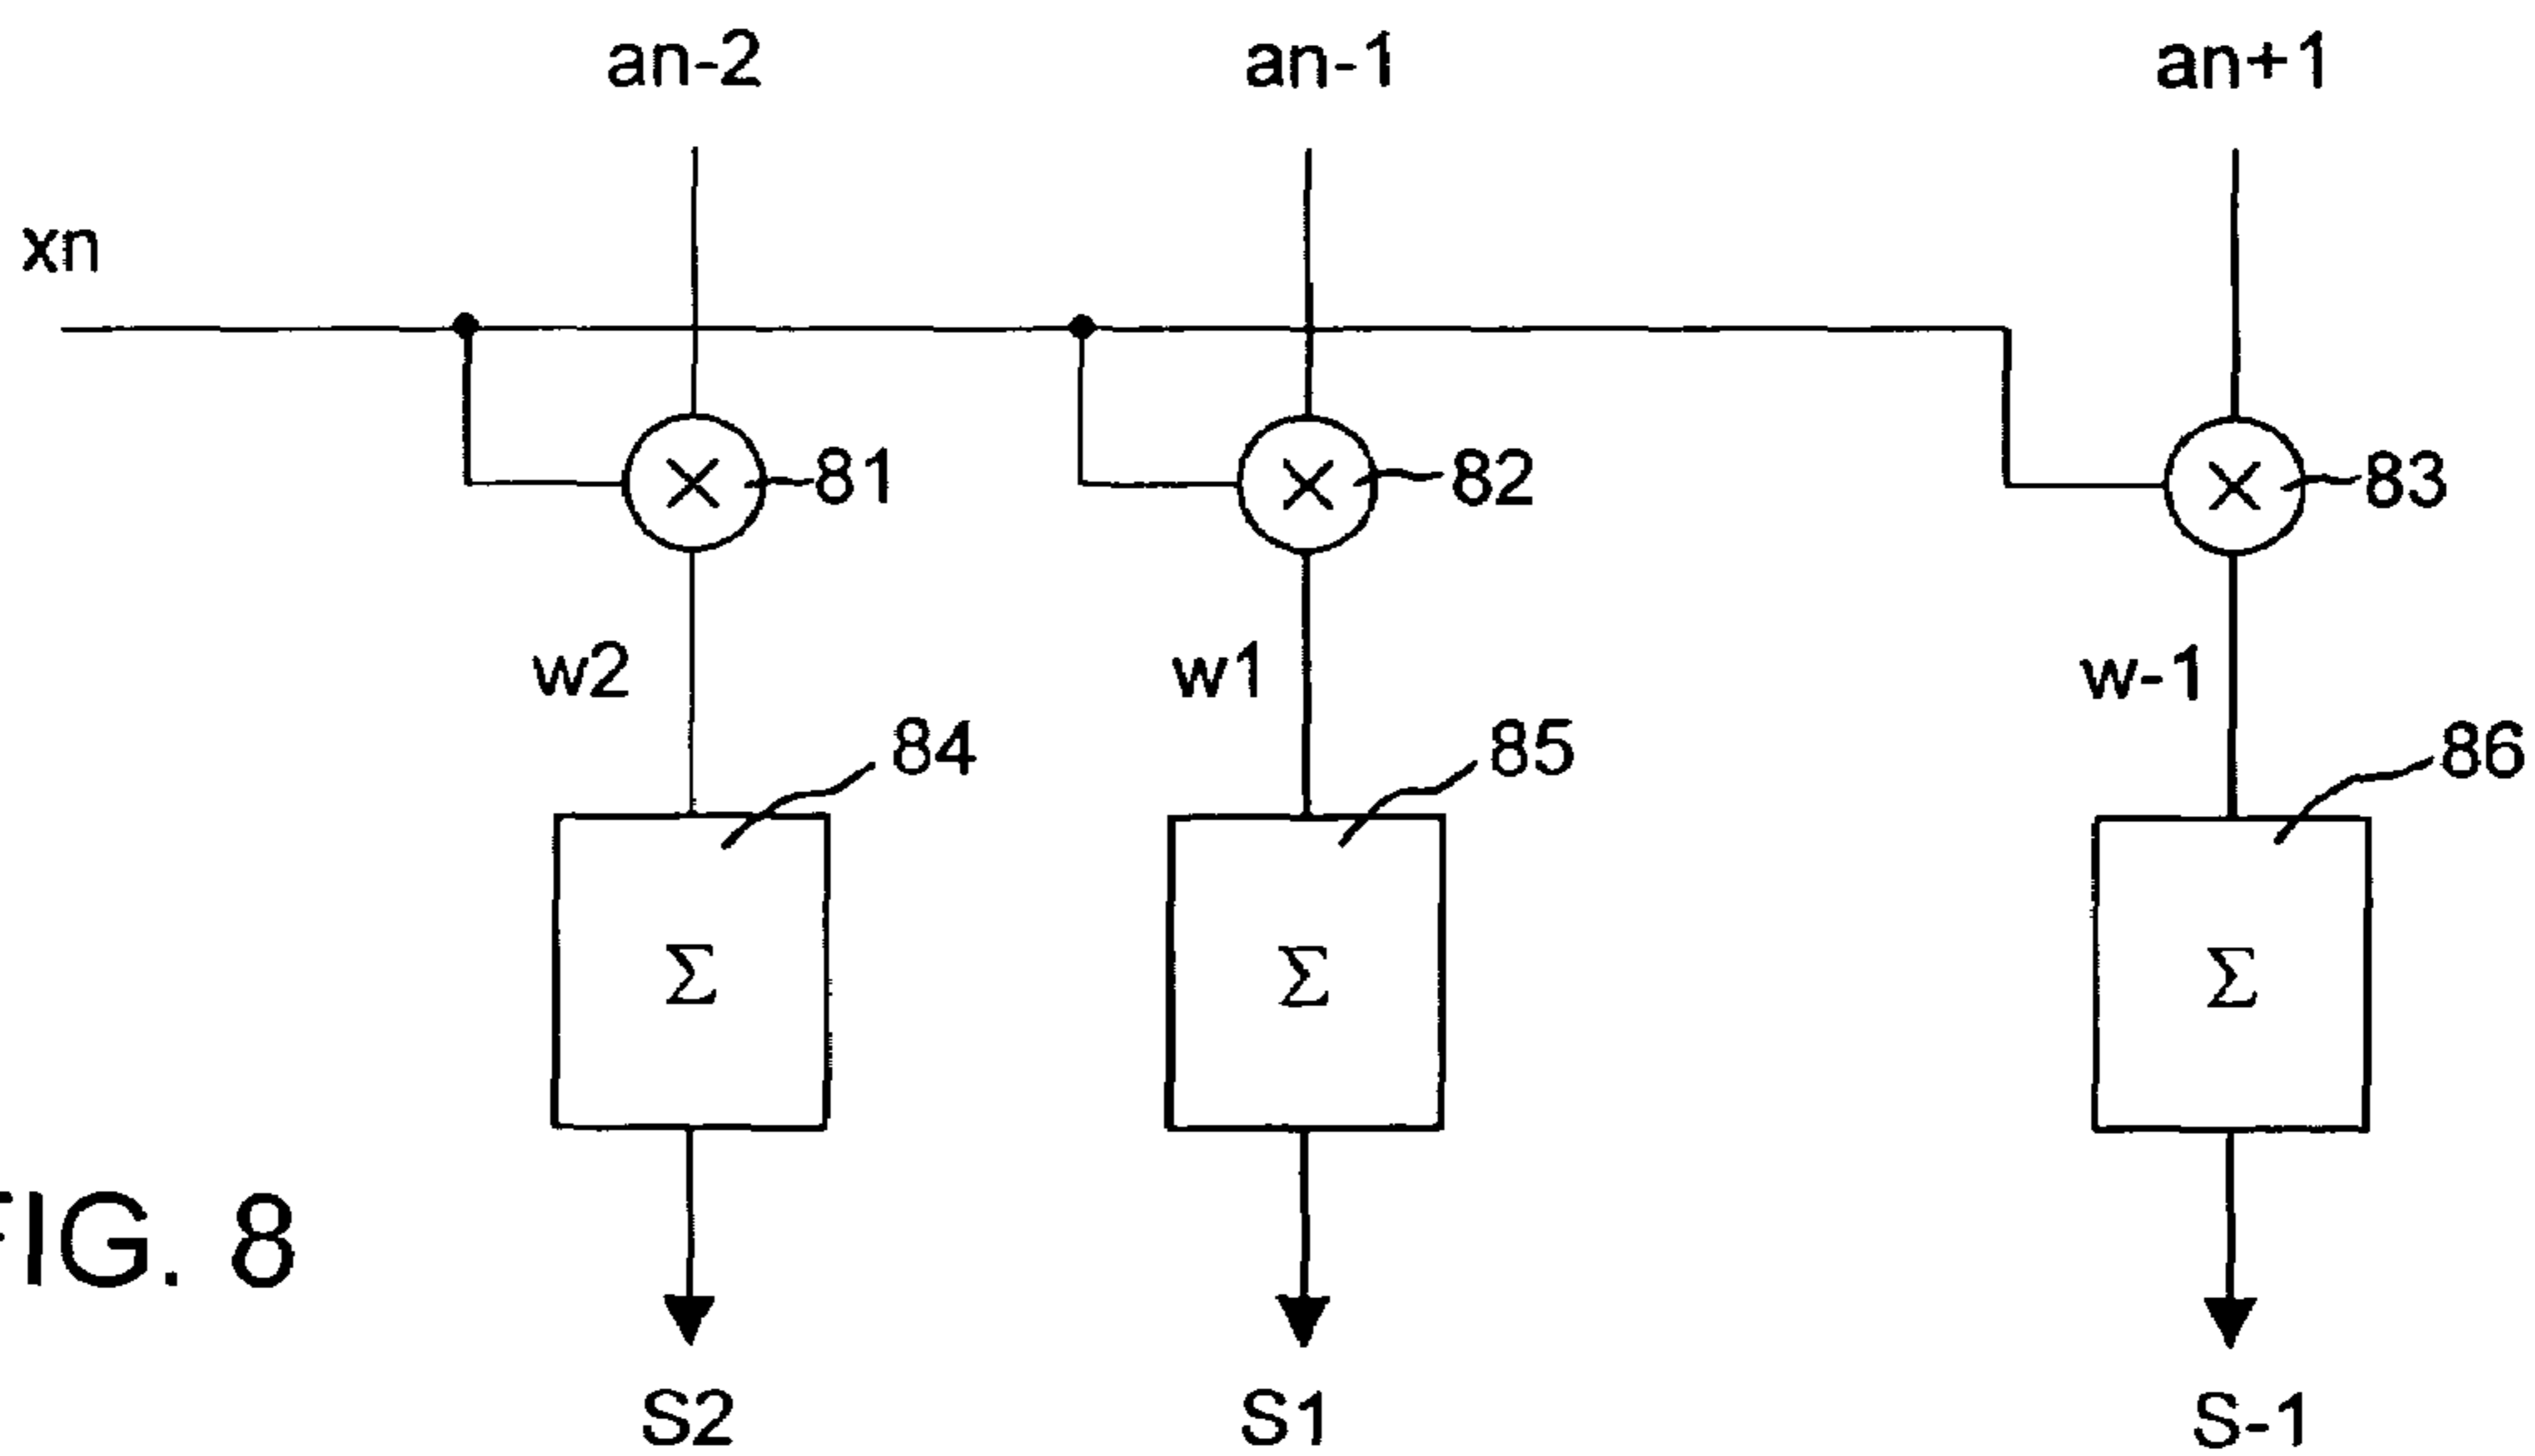 an-2 an-1 an+1
xn
× 81 × 82 × 83
w2 w1 w-1
84 85 86
Σ Σ Σ
FIG. 8
S2 S1 S-1